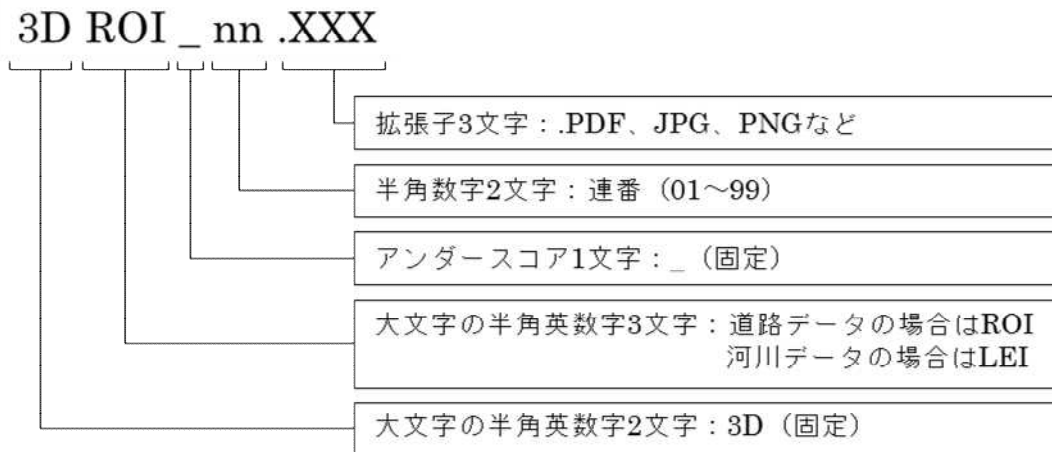 3D ROI _ nn .XXX
拡張子3文字：.PDF、JPG、PNGなど
半角数字2文字：連番（01～99）
アンダースコア1文字：_（固定）
大文字の半角英数字3文字：道路データの場合はROI
河川データの場合はLEI
大文字の半角英数字2文字：3D（固定）